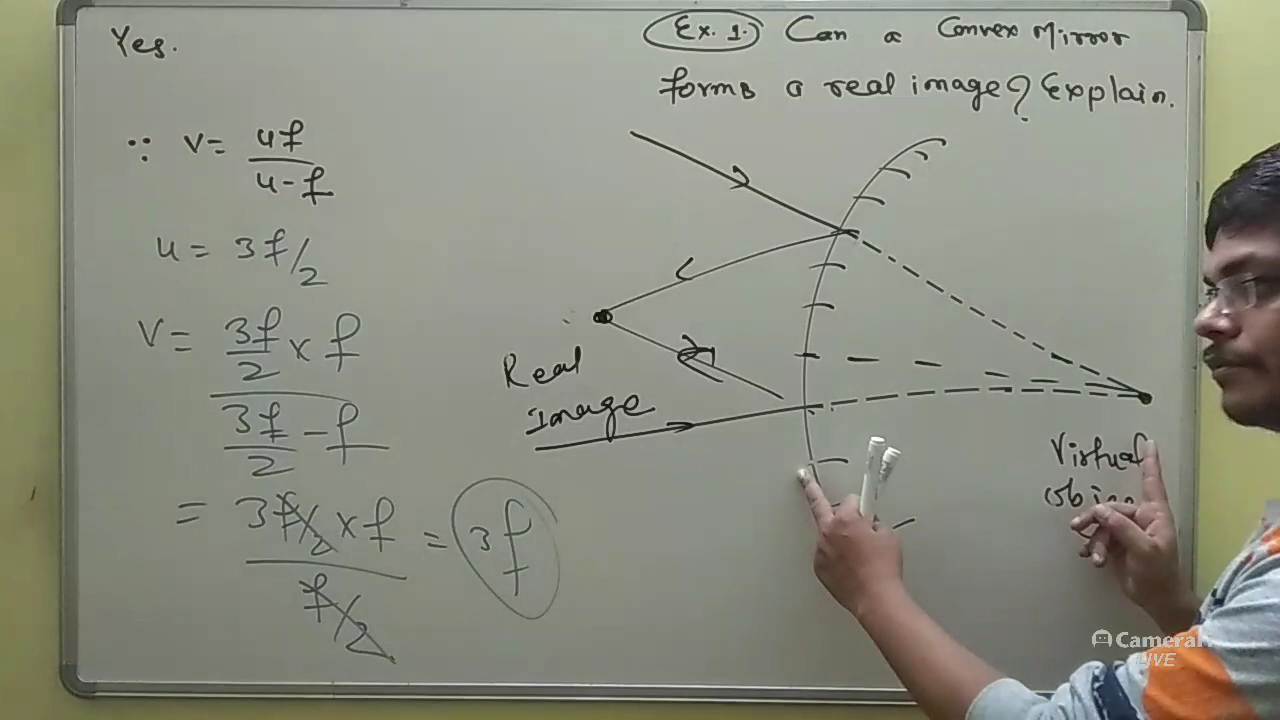 Yes.
Ex. 1. Can a Convex Mirror
forms a real image? Explain.
∵ v = uf / u - f
u = 3f/2
v = 3f/2 × f / 3f/2 - f
= 3f/2 × f / f/2 = 3f
Real
Image
Virtual
CameraFi
LIVE